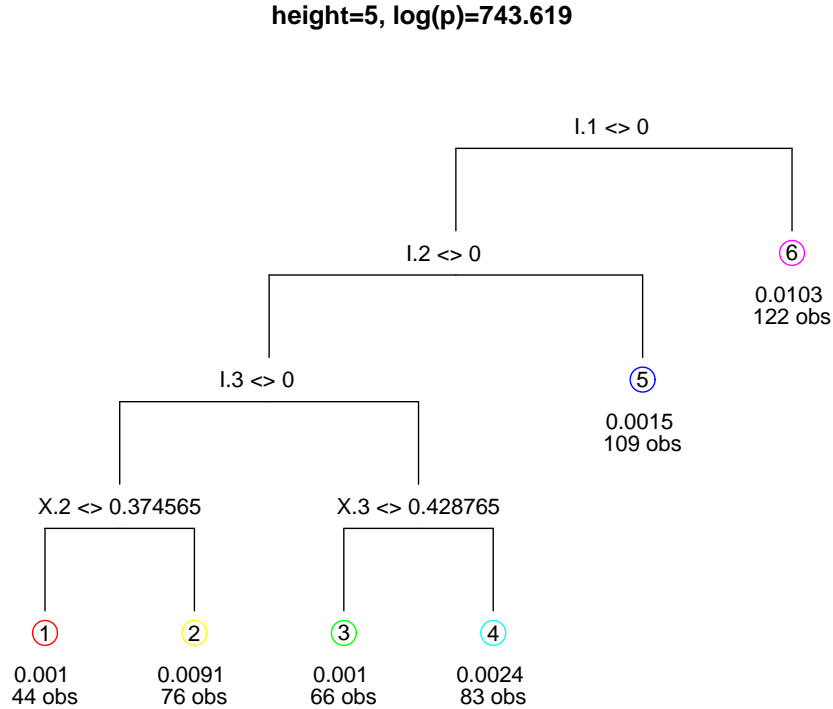 height=5, log(p)=743.619
I.1 <> 0
I.2 <> 0
6
0.0103
122 obs
I.3 <> 0
5
0.0015
109 obs
X.2 <> 0.374565
X.3 <> 0.428765
1
2
3
4
0.001
0.0091
0.001
0.0024
44 obs
76 obs
66 obs
83 obs